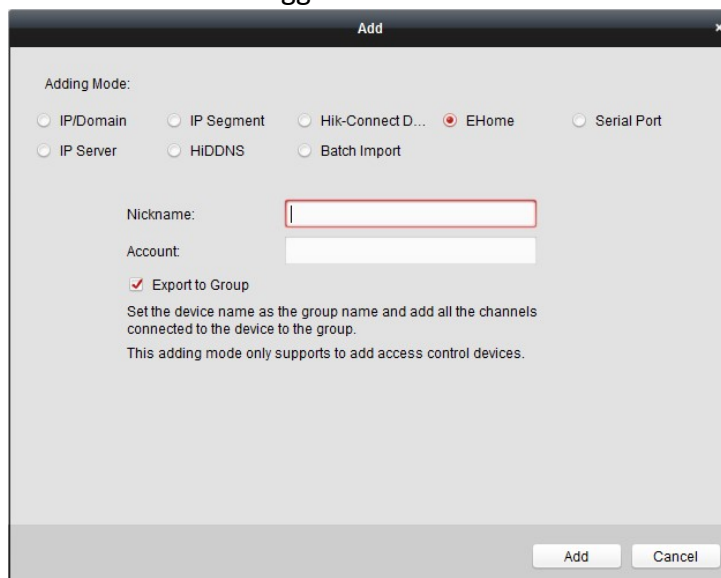 Add
Adding Mode:
IP/Domain IP Segment Hik-Connect D... EHome Serial Port
IP Server HiDDNS Batch Import
Nickname:
Account:
Export to Group
Set the device name as the group name and add all the channels
connected to the device to the group.
This adding mode only supports to add access control devices.
Add Cancel